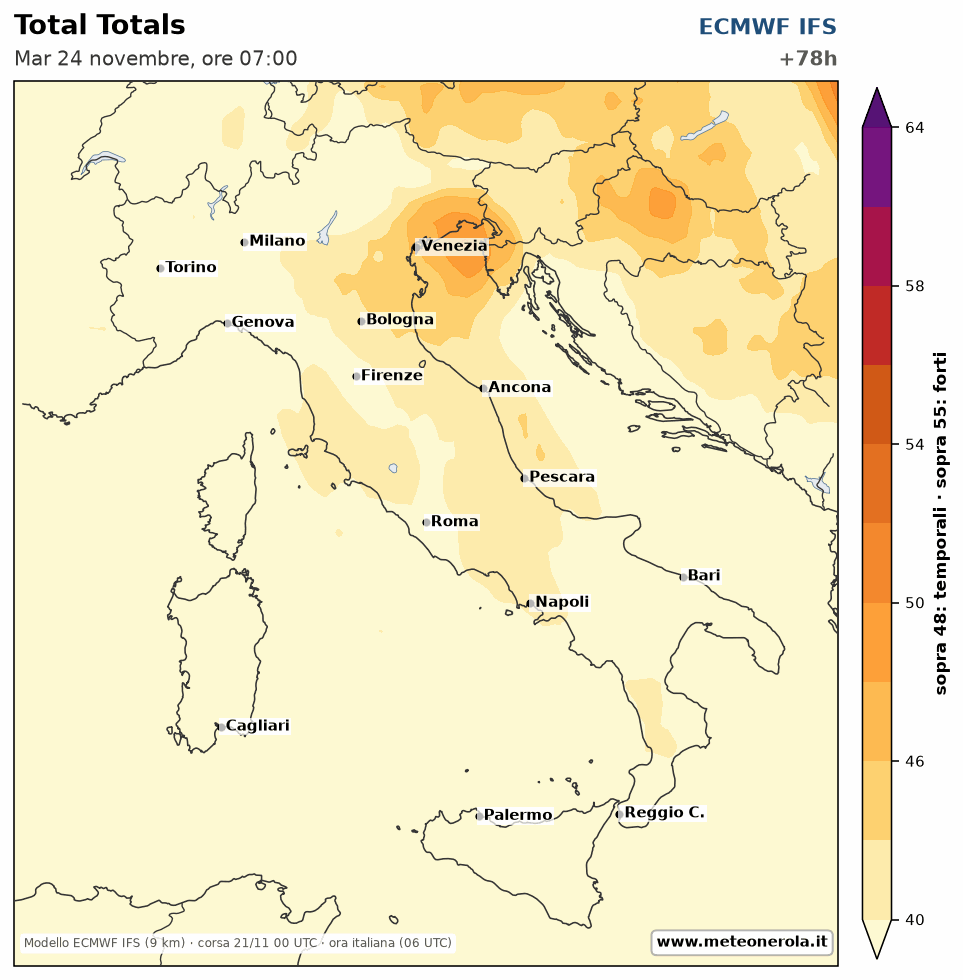 Total Totals
ECMWF IFS
Mar 24 novembre, ore 07:00
+78h
64
58
54
50
46
40
sopra 48: temporali · sopra 55: forti
Venezia
Milano
Torino
Genova
Bologna
Firenze
Ancona
Pescara
Roma
Bari
Napoli
Cagliari
Palermo
Reggio C.
Modello ECMWF IFS (9 km) · corsa 21/11 00 UTC · ora italiana (06 UTC)
www.meteonerola.it